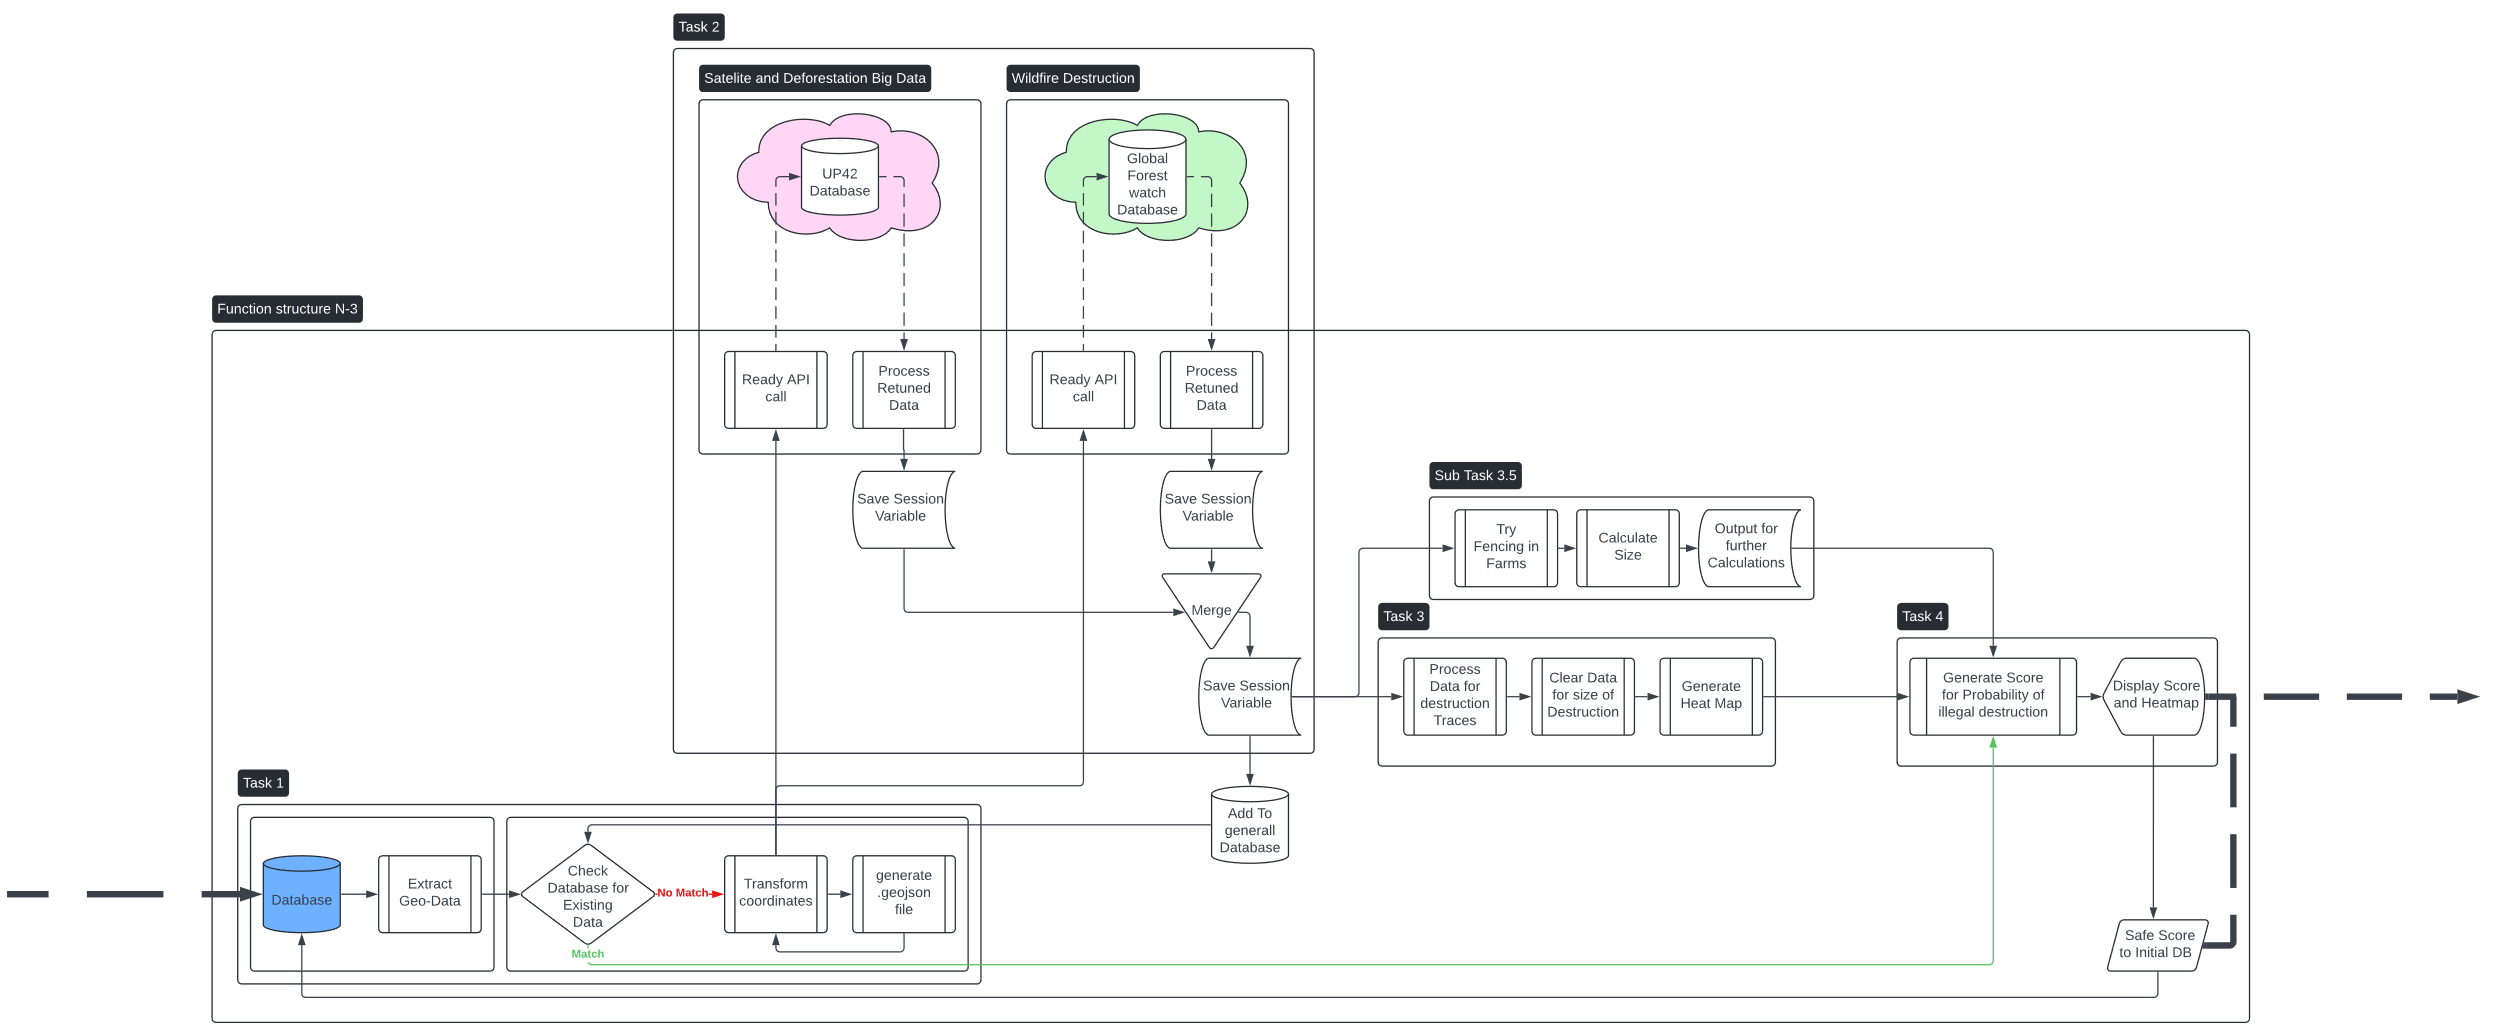 Task 2
Satelite and Deforestation Big Data
Wildfire Destruction
UP42
Database
Global
Forest
watch
Database
Function structure N-3
Ready API
call
Process
Retuned
Data
Ready API
call
Process
Retuned
Data
Save Session
Variable
Save Session
Variable
Merge
Save Session
Variable
Sub Task 3.5
Try
Fencing in
Farms
Calculate
Size
Output for
further
Calculations
Task 3
Process
Data for
destruction
Traces
Clear Data
for size of
Destruction
Generate
Heat Map
Task 4
Generate Score
for Probability of
illegal destruction
Display Score
and Heatmap
Task 1
Database
Extract
Geo-Data
Check
Database for
Existing
Data
No Match
Match
Transform
coordinates
generate
.geojson
file
Add To
generall
Database
Safe Score
to Initial DB